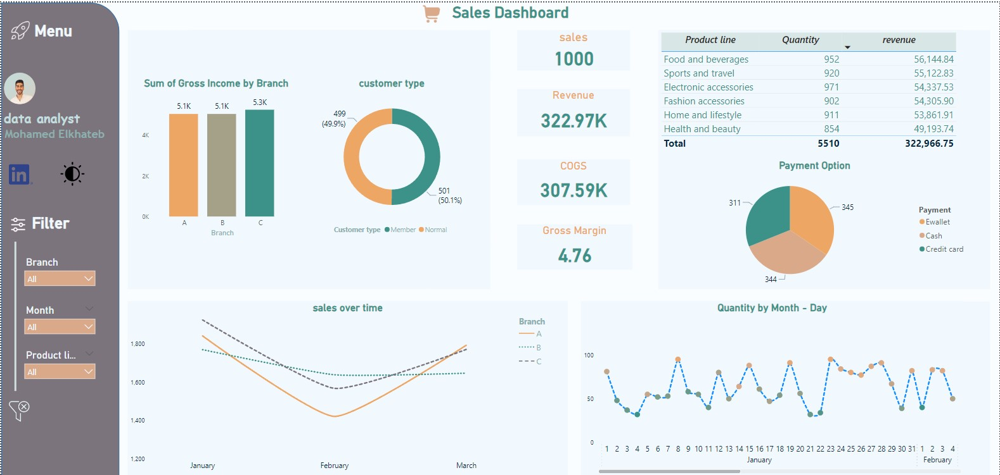 Sales Dashboard
Menu
data analyst
Mohamed Elkhateb
in
Filter
Branch
All
Month
All
Product li...
All
Sum of Gross Income by Branch
5.1K
5.1K
5.3K
4K
2K
0K
A
B
C
Branch
customer type
499
(49.9%)
501
(50.1%)
Customer type Member Normal
sales
1000
Revenue
322.97K
COGS
307.59K
Gross Margin
4.76
Product line Quantity revenue
Food and beverages 952 56,144.84
Sports and travel 920 55,122.83
Electronic accessories 971 54,337.53
Fashion accessories 902 54,305.90
Home and lifestyle 911 53,861.91
Health and beauty 854 49,193.74
Total 5510 322,966.75
Payment Option
311
345
344
Payment
Ewallet
Cash
Credit card
sales over time
1,800
1,600
1,400
1,200
January February March
Branch
A
B
C
Quantity by Month - Day
100
50
0
1 2 3 4 5 6 7 8 9 10 11 12 13 14 15 16 17 18 19 20 21 22 23 24 25 26 27 28 29 30 31 1 2 3 4
January February